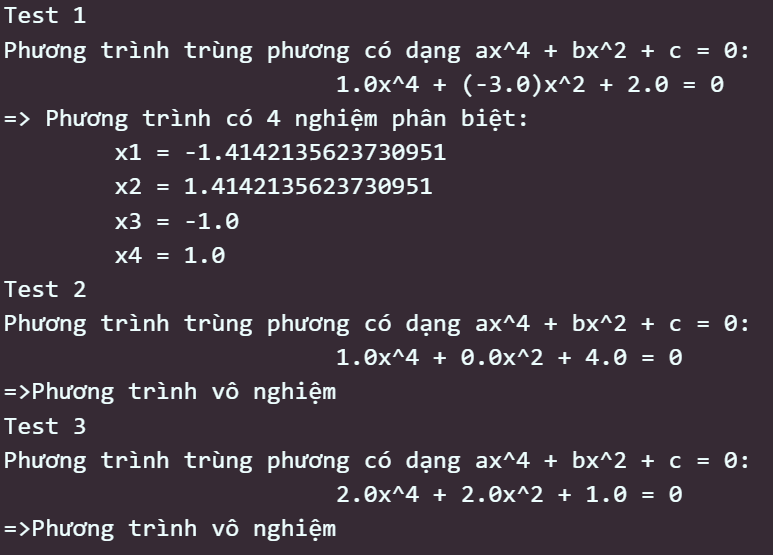 Test 1
Phương trình trùng phương có dạng ax^4 + bx^2 + c = 0:
1.0x^4 + (-3.0)x^2 + 2.0 = 0
=> Phương trình có 4 nghiệm phân biệt:
x1 = -1.4142135623730951
x2 = 1.4142135623730951
x3 = -1.0
x4 = 1.0
Test 2
Phương trình trùng phương có dạng ax^4 + bx^2 + c = 0:
1.0x^4 + 0.0x^2 + 4.0 = 0
=>Phương trình vô nghiệm
Test 3
Phương trình trùng phương có dạng ax^4 + bx^2 + c = 0:
2.0x^4 + 2.0x^2 + 1.0 = 0
=>Phương trình vô nghiệm